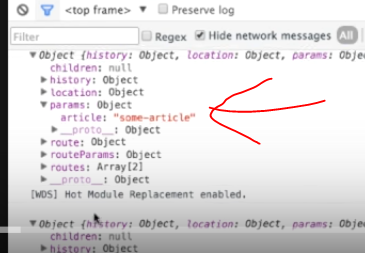 <top frame> ▼ Preserve log
Filter Regex Hide network messages All
▼Object {history: Object, location: Object, params: Object
children: null
▶history: Object
▶location: Object
▼params: Object
article: "some-article"
▶__proto__: Object
▶route: Object
▶routeParams: Object
▶routes: Array[2]
▶__proto__: Object
[WDS] Hot Module Replacement enabled.
▼Object {history: Object, location: Object, params: Object
children: null
▶history: Object